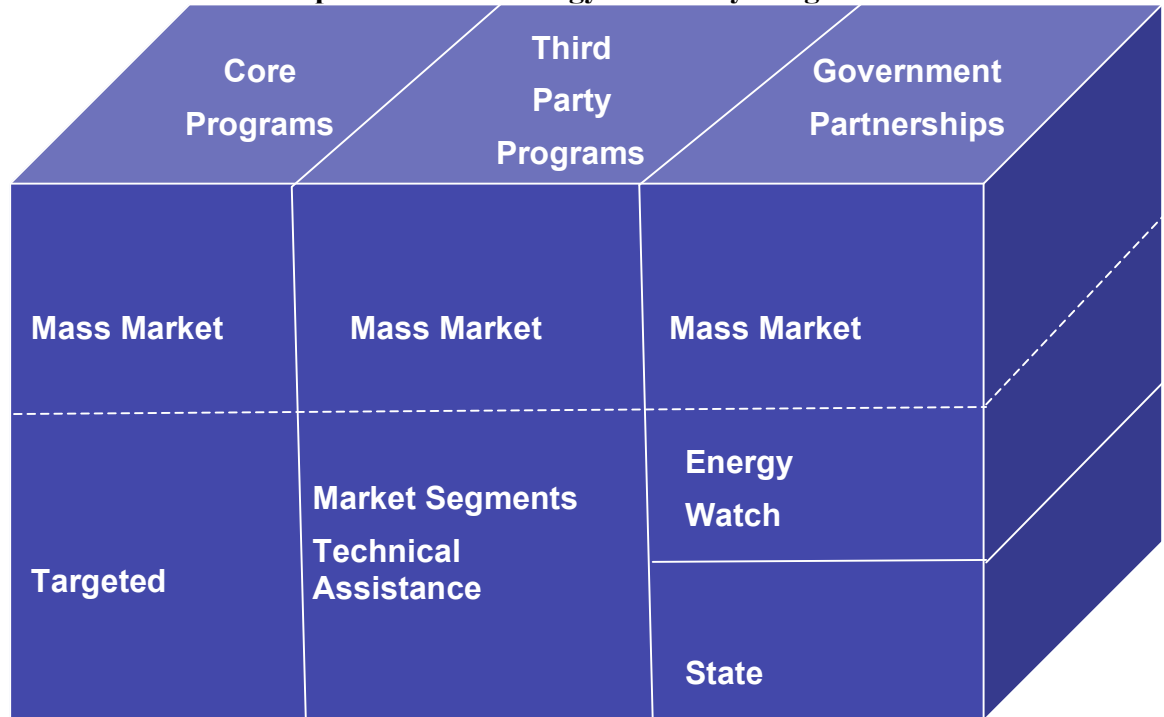 Core
Programs
Third
Party
Programs
Government
Partnerships
Mass Market
Mass Market
Mass Market
Targeted
Market Segments
Technical
Assistance
Energy
Watch
State